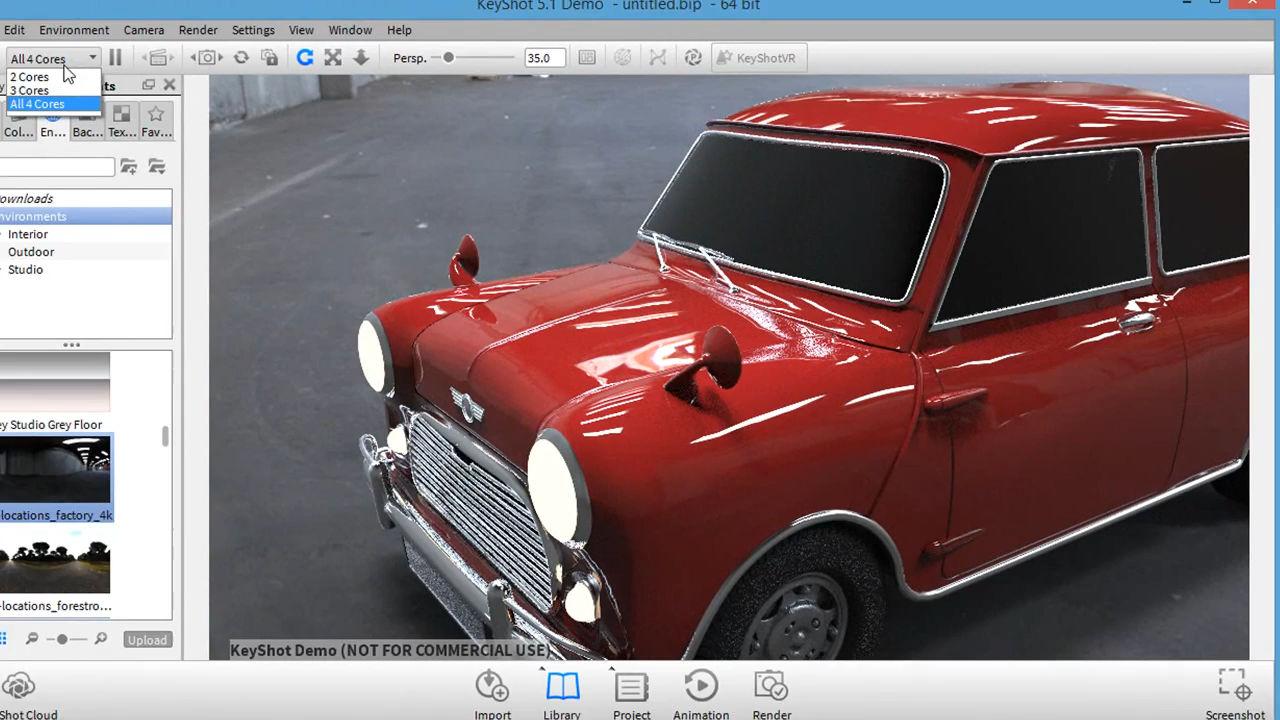 KeyShot 5.1 Demo - untitled.bip - 64 bit
Edit Environment Camera Render Settings View Window Help
All 4 Cores Persp. 35.0 KeyShotVR
2 Cores
3 Cores
All 4 Cores
Col... En... Bac... Tex... Fav...
ownloads
nvironments
Interior
Outdoor
Studio
ey Studio Grey Floor
locations_factory_4k
-locations_forestro...
Upload
KeyShot Demo (NOT FOR COMMERCIAL USE)
Shot Cloud Import Library Project Animation Render Screenshot